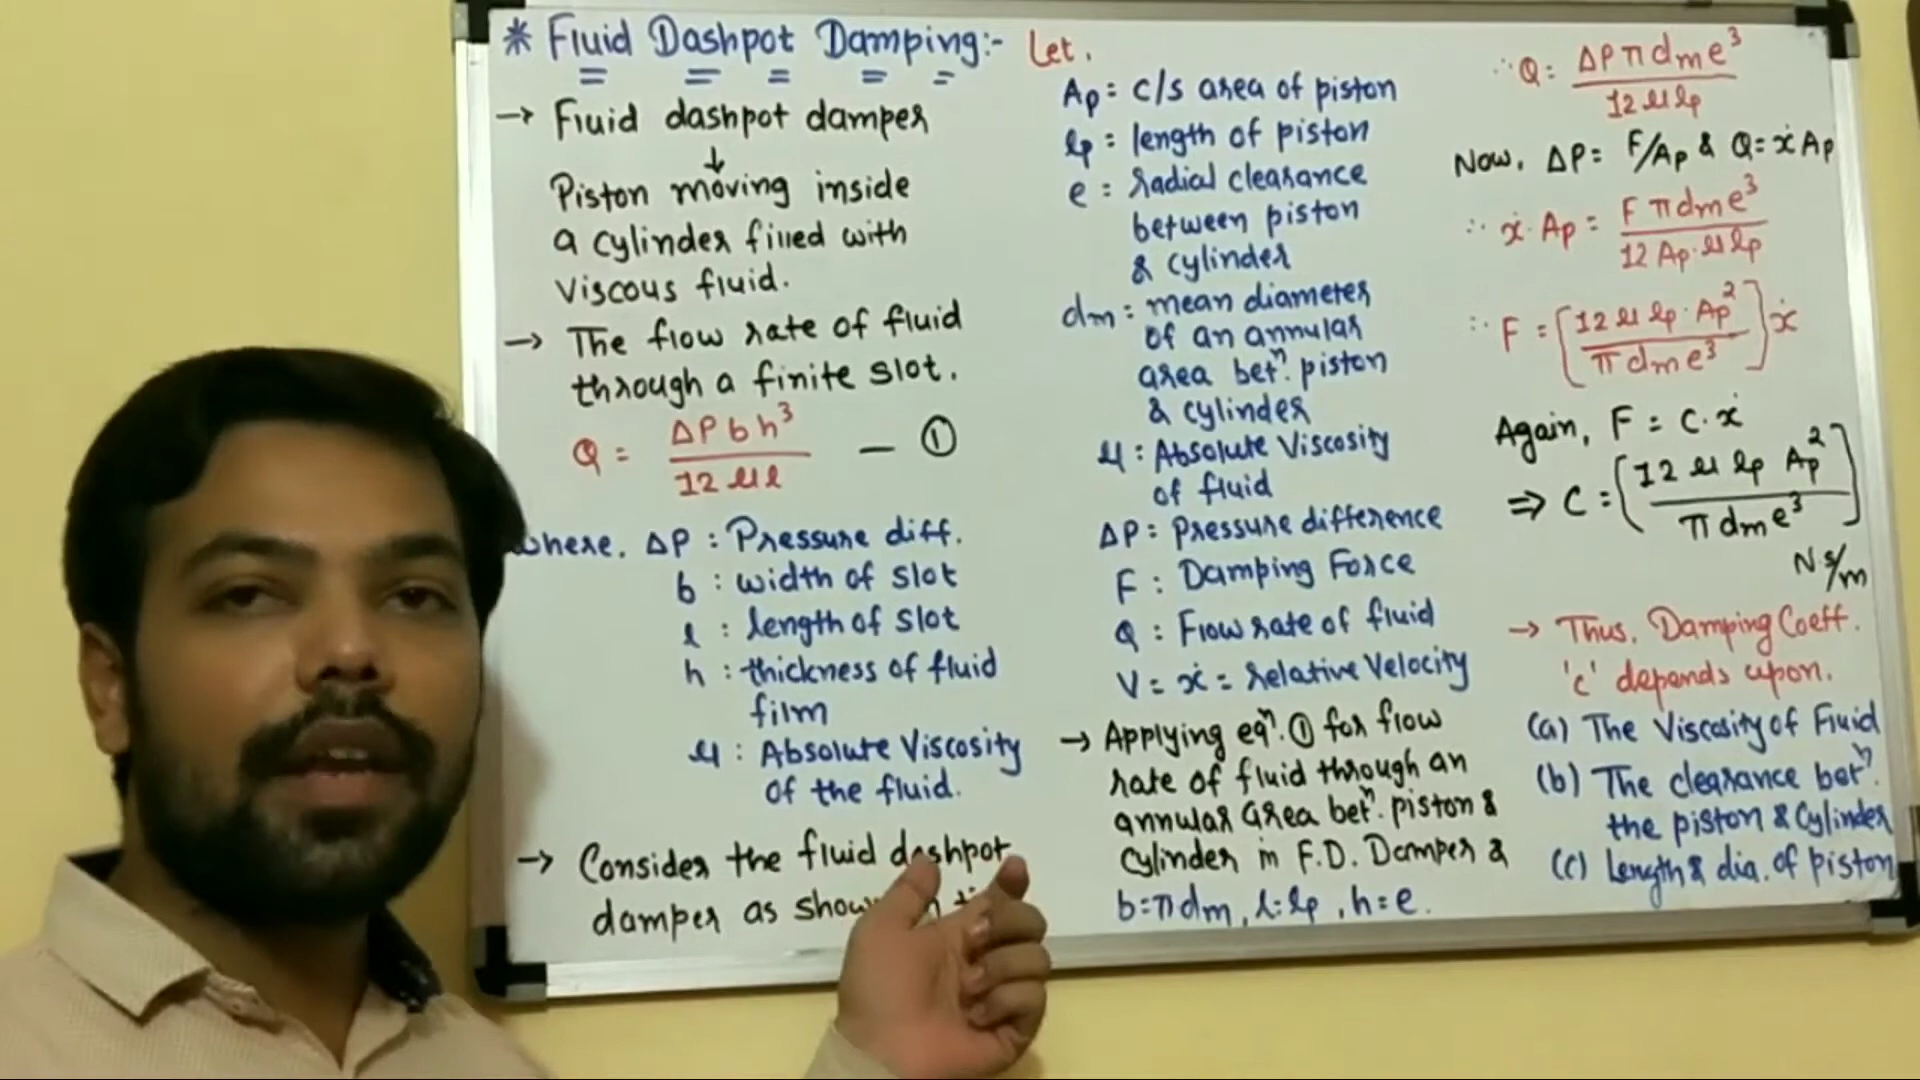 * Fluid Dashpot Damping:-
→ Fluid dashpot damper
↓
Piston moving inside
a cylinder filled with
viscous fluid.
→ The flow rate of fluid
through a finite slot.
Q = ΔP b h³ / 12 μ l — ①
where, ΔP : Pressure diff.
b : width of slot
l : length of slot
h : thickness of fluid
film
μ : Absolute Viscosity
of the fluid.
→ Consider the fluid dashpot
damper as shown
Let,
Ap = c/s area of piston
lp = length of piston
e = radial clearance
between piston
& cylinder
dm = mean diameter
of an annular
area betⁿ. piston
& cylinder
μ : Absolute Viscosity
of fluid
ΔP = Pressure difference
F : Damping Force
Q : Flow rate of fluid
V = ẋ = relative Velocity
→ Applying eqⁿ. ① for flow
rate of fluid through an
annular area betⁿ. piston &
cylinder in F.D. Damper &
b=π dm, l=lp, h=e.
∴ Q = ΔP π dm e³ / 12 μ lp
Now, ΔP = F/Ap & Q = ẋ Ap
∴ ẋ. Ap = F π dm e³ / 12 Ap. μ lp
∴ F = [12 μ lp. Ap² / π dm e³] ẋ
Again, F = C. ẋ
⇒ C = [12 μ lp Ap² / π dm e³]
N s/m
→ Thus, Damping Coeff.
'c' depends upon.
(a) The Viscosity of Fluid
(b) The clearance betⁿ.
the piston & Cylinder
(c) Length & dia. of piston